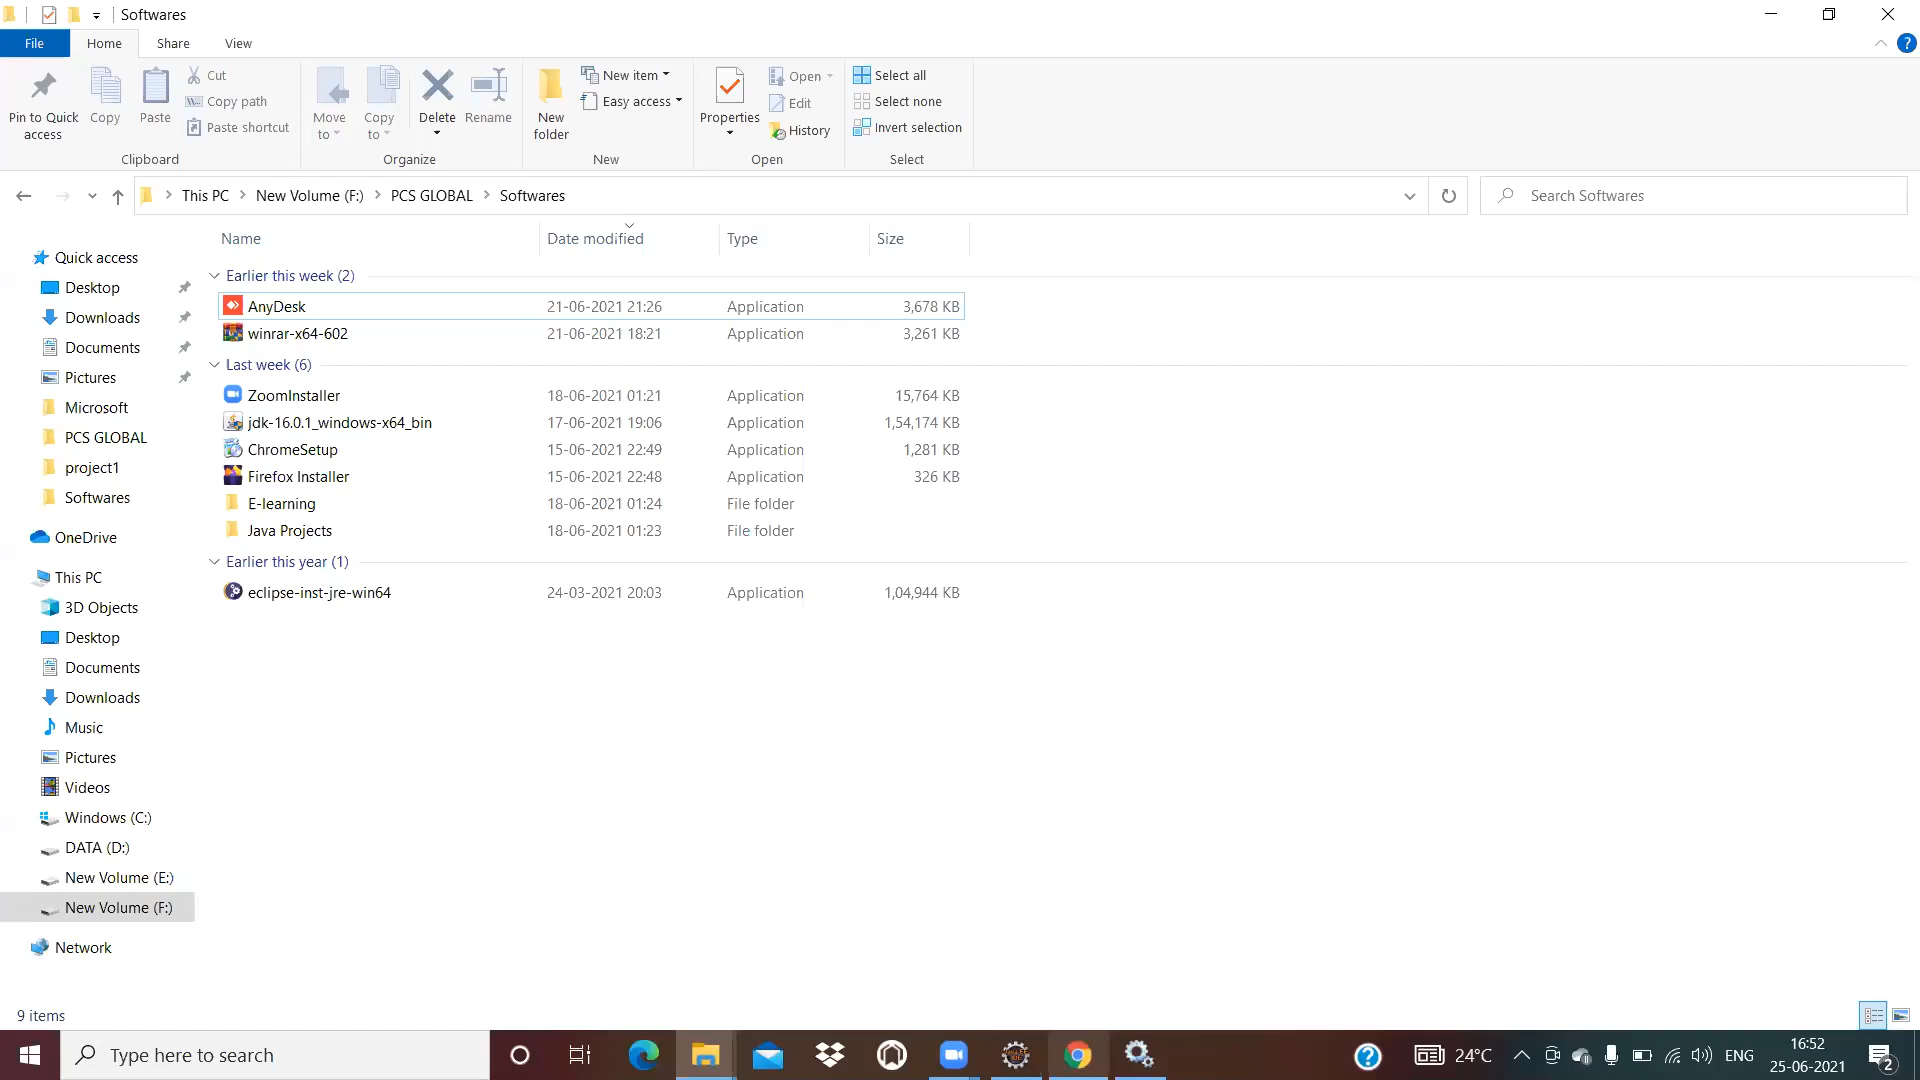 Softwares
File Home Share View
Pin to Quick access
Copy
Paste
Cut
Copy path
Paste shortcut
Clipboard
Move to
Copy to
Delete
Rename
Organize
New folder
New item
Easy access
New
Properties
Open
Edit
History
Open
Select all
Select none
Invert selection
Select
This PC New Volume (F:) PCS GLOBAL Softwares
Search Softwares
Quick access
Desktop
Downloads
Documents
Pictures
Microsoft
PCS GLOBAL
project1
Softwares
OneDrive
This PC
3D Objects
Desktop
Documents
Downloads
Music
Pictures
Videos
Windows (C:)
DATA (D:)
New Volume (E:)
New Volume (F:)
Network
Name Date modified Type Size
Earlier this week (2)
AnyDesk 21-06-2021 21:26 Application 3,678 KB
winrar-x64-602 21-06-2021 18:21 Application 3,261 KB
Last week (6)
ZoomInstaller 18-06-2021 01:21 Application 15,764 KB
jdk-16.0.1_windows-x64_bin 17-06-2021 19:06 Application 1,54,174 KB
ChromeSetup 15-06-2021 22:49 Application 1,281 KB
Firefox Installer 15-06-2021 22:48 Application 326 KB
E-learning 18-06-2021 01:24 File folder
Java Projects 18-06-2021 01:23 File folder
Earlier this year (1)
eclipse-inst-jre-win64 24-03-2021 20:03 Application 1,04,944 KB
9 items
Type here to search
24°C
ENG
16:52
25-06-2021
2